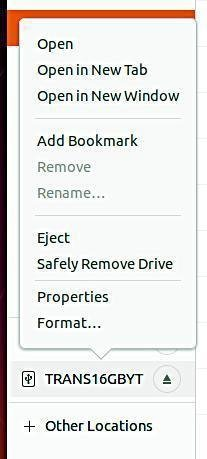 Open
Open in New Tab
Open in New Window
Add Bookmark
Remove
Rename...
Eject
Safely Remove Drive
Properties
Format...
TRANS16GBYT
+ Other Locations